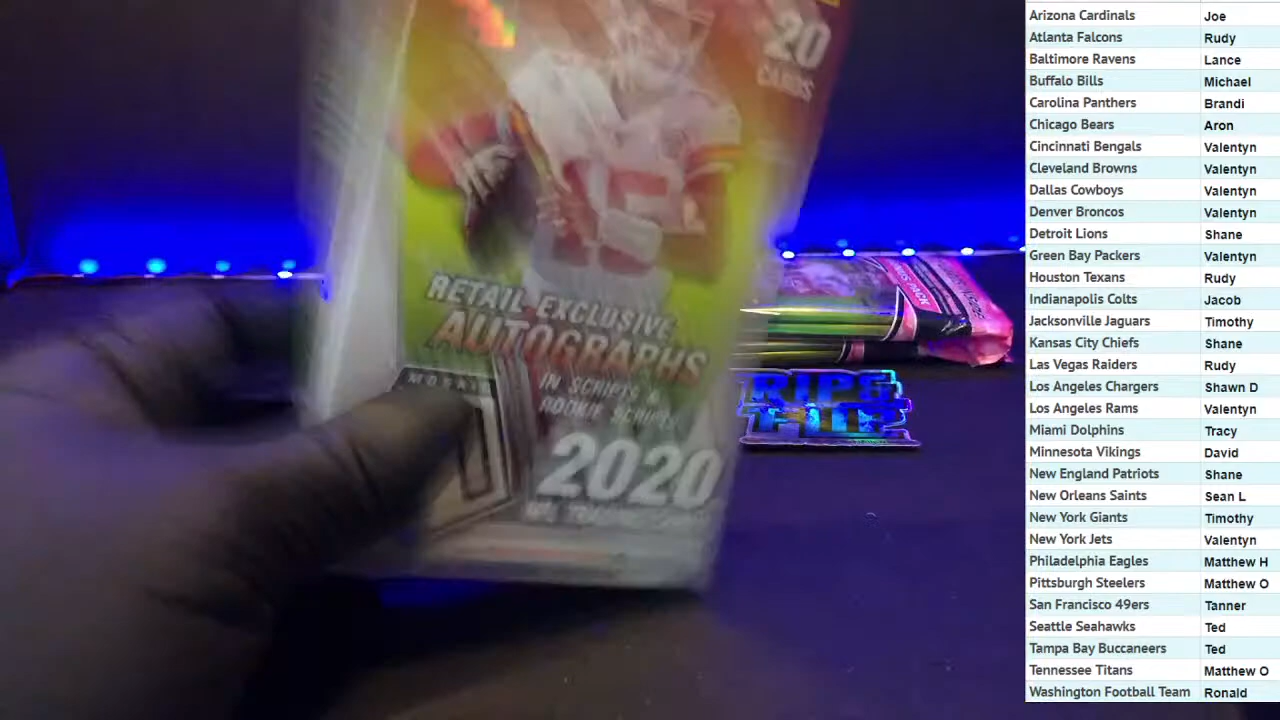 20
CARDS
RETAIL EXCLUSIVE
AUTOGRAPHS
IN SCRIPTS &
ROOKIE SCRIPTS
2020
RIPS
Arizona Cardinals Joe
Atlanta Falcons Rudy
Baltimore Ravens Lance
Buffalo Bills Michael
Carolina Panthers Brandi
Chicago Bears Aron
Cincinnati Bengals Valentyn
Cleveland Browns Valentyn
Dallas Cowboys Valentyn
Denver Broncos Valentyn
Detroit Lions Shane
Green Bay Packers Valentyn
Houston Texans Rudy
Indianapolis Colts Jacob
Jacksonville Jaguars Timothy
Kansas City Chiefs Shane
Las Vegas Raiders Rudy
Los Angeles Chargers Shawn D
Los Angeles Rams Valentyn
Miami Dolphins Tracy
Minnesota Vikings David
New England Patriots Shane
New Orleans Saints Sean L
New York Giants Timothy
New York Jets Valentyn
Philadelphia Eagles Matthew H
Pittsburgh Steelers Matthew O
San Francisco 49ers Tanner
Seattle Seahawks Ted
Tampa Bay Buccaneers Ted
Tennessee Titans Matthew O
Washington Football Team Ronald